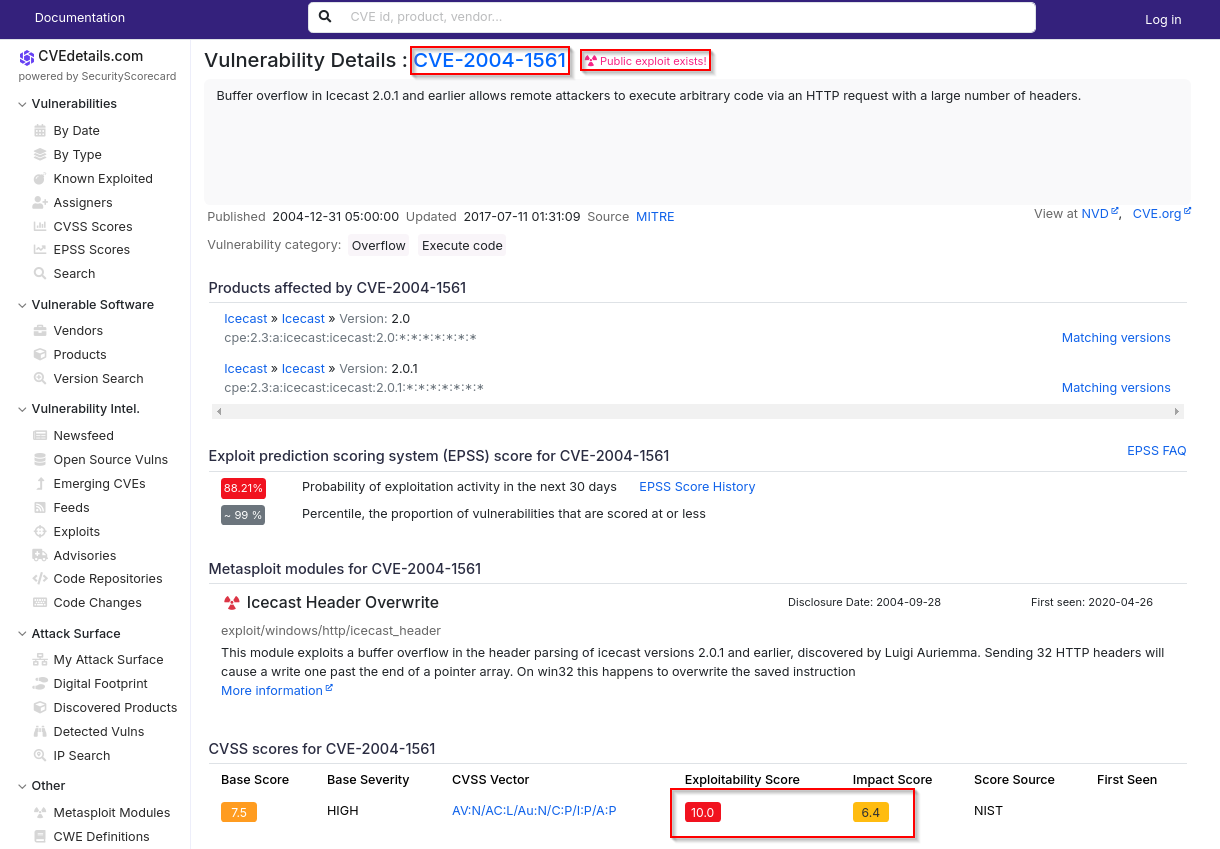 Documentation
CVE id, product, vendor...
Log in
CVEdetails.com
powered by SecurityScorecard
Vulnerabilities
By Date
By Type
Known Exploited
Assigners
CVSS Scores
EPSS Scores
Search
Vulnerable Software
Vendors
Products
Version Search
Vulnerability Intel.
Newsfeed
Open Source Vulns
Emerging CVEs
Feeds
Exploits
Advisories
Code Repositories
Code Changes
Attack Surface
My Attack Surface
Digital Footprint
Discovered Products
Detected Vulns
IP Search
Other
Metasploit Modules
CWE Definitions
Vulnerability Details : CVE-2004-1561 Public exploit exists!
Buffer overflow in Icecast 2.0.1 and earlier allows remote attackers to execute arbitrary code via an HTTP request with a large number of headers.
Published 2004-12-31 05:00:00 Updated 2017-07-11 01:31:09 Source MITRE
View at NVD, CVE.org
Vulnerability category: Overflow Execute code
Products affected by CVE-2004-1561
Icecast » Icecast » Version: 2.0
cpe:2.3:a:icecast:icecast:2.0:*:*:*:*:*:*:*
Matching versions
Icecast » Icecast » Version: 2.0.1
cpe:2.3:a:icecast:icecast:2.0.1:*:*:*:*:*:*:*
Matching versions
Exploit prediction scoring system (EPSS) score for CVE-2004-1561
EPSS FAQ
88.21% Probability of exploitation activity in the next 30 days EPSS Score History
~ 99 % Percentile, the proportion of vulnerabilities that are scored at or less
Metasploit modules for CVE-2004-1561
Icecast Header Overwrite Disclosure Date: 2004-09-28 First seen: 2020-04-26
exploit/windows/http/icecast_header
This module exploits a buffer overflow in the header parsing of icecast versions 2.0.1 and earlier, discovered by Luigi Auriemma. Sending 32 HTTP headers will
cause a write one past the end of a pointer array. On win32 this happens to overwrite the saved instruction
More information
CVSS scores for CVE-2004-1561
Base Score Base Severity CVSS Vector Exploitability Score Impact Score Score Source First Seen
7.5 HIGH AV:N/AC:L/Au:N/C:P/I:P/A:P 10.0 6.4 NIST